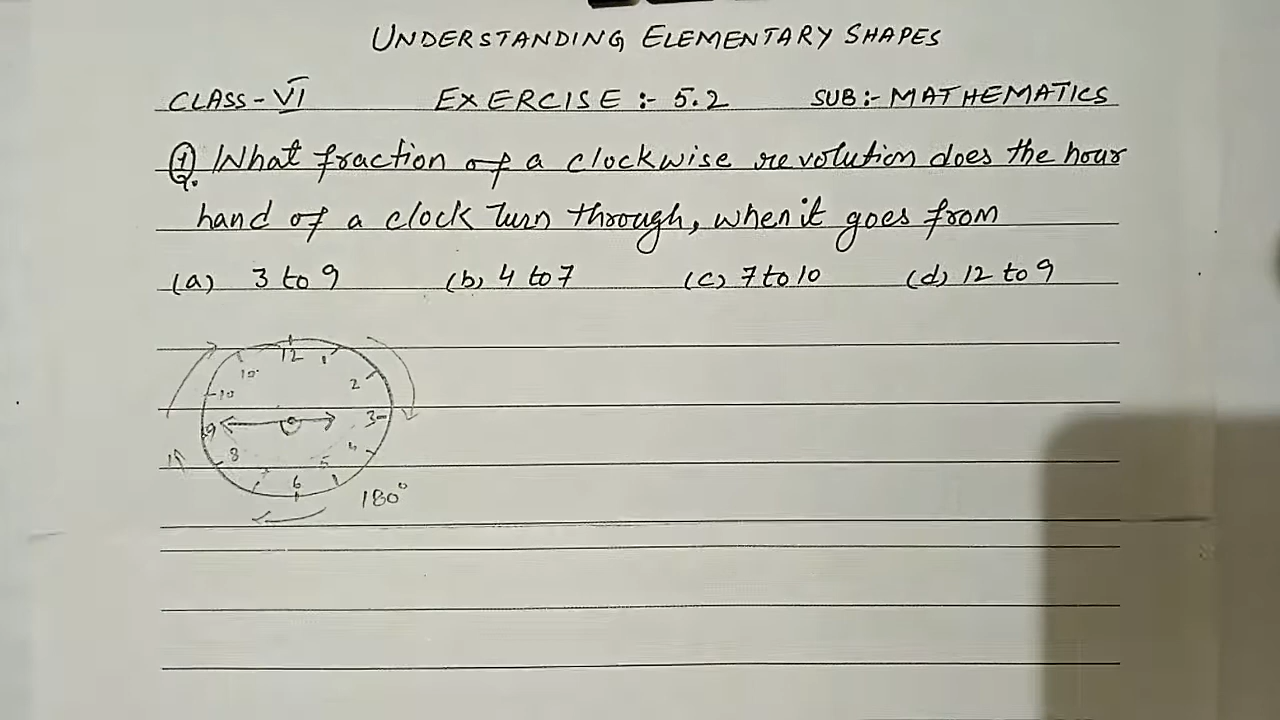 UNDERSTANDING ELEMENTARY SHAPES
CLASS - VI EXERCISE :- 5.2 SUB :- MATHEMATICS
Q.1 What fraction of a clockwise revolution does the hour
hand of a clock turn through, when it goes from
(a) 3 to 9 (b) 4 to 7 (c) 7 to 10 (d) 12 to 9
12 1
10 2
10
9 3
8 4
5
6
180°